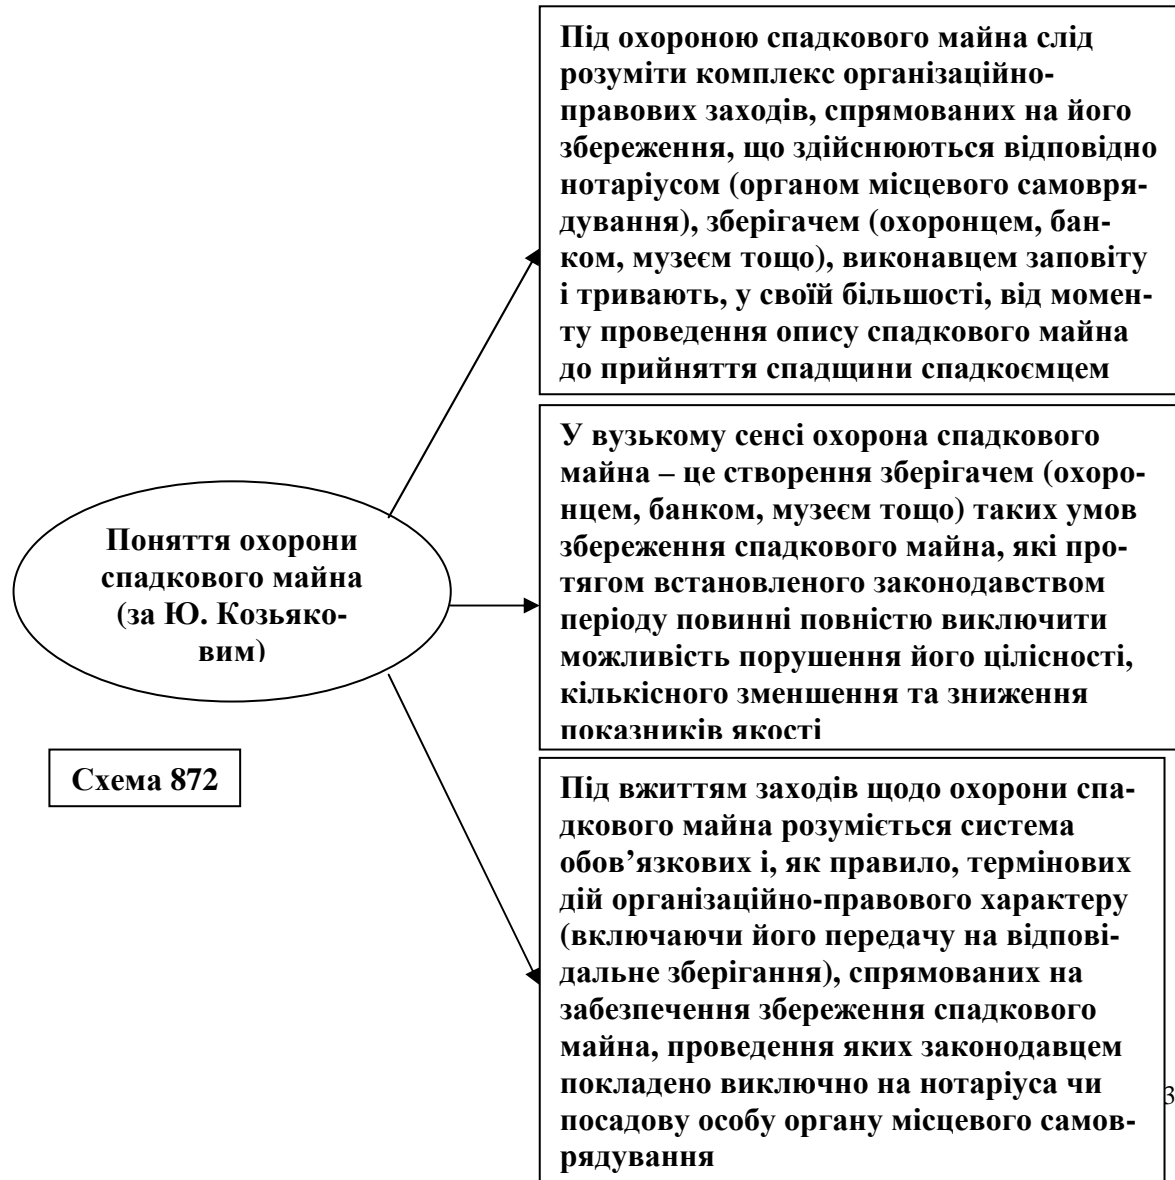 Під охороною спадкового майна слід
розуміти комплекс організаційно-
правових заходів, спрямованих на його
збереження, що здійснюються відповідно
нотаріусом (органом місцевого самовря-
дування), зберігачем (охоронцем, бан-
ком, музеєм тощо), виконавцем заповіту
і тривають, у своїй більшості, від момен-
ту проведення опису спадкового майна
до прийняття спадщини спадкоємцем
У вузькому сенсі охорона спадкового
майна – це створення зберігачем (охоро-
нцем, банком, музеєм тощо) таких умов
збереження спадкового майна, які про-
тягом встановленого законодавством
періоду повинні повністю виключити
можливість порушення його цілісності,
кількісного зменшення та зниження
показників якості
Поняття охорони
спадкового майна
(за Ю. Козьяко-
вим)
Схема 872
Під вжиттям заходів щодо охорони спа-
дкового майна розуміється система
обов’язкових і, як правило, термінових
дій організаційно-правового характеру
(включаючи його передачу на відпові-
дальне зберігання), спрямованих на
забезпечення збереження спадкового
майна, проведення яких законодавцем
покладено виключно на нотаріуса чи
посадову особу органу місцевого самов-
рядування
3